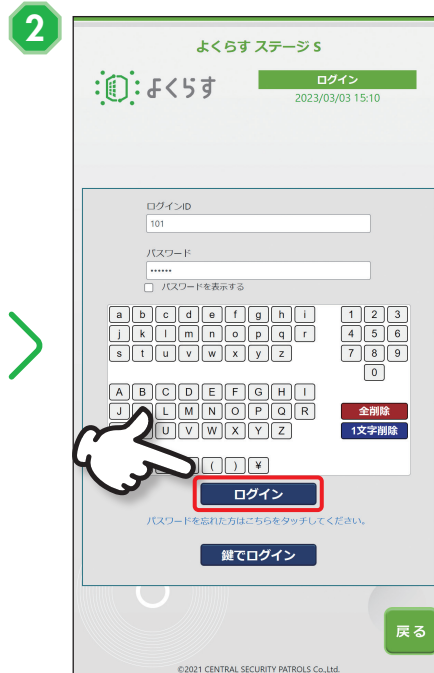 2
よくらす ステージ S
よくらす
ログイン
2023/03/03 15:10
ログインID
101
パスワード
••••••
パスワードを表示する
a b c d e f g h i 1 2 3
j k l m n o p q r 4 5 6
s t u v w x y z 7 8 9
0
A B C D E F G H I
J L M N O P Q R 全削除
U V W X Y Z 1文字削除
( ) ¥
ログイン
パスワードを忘れた方はこちらをタッチしてください。
鍵でログイン
戻る
©2021 CENTRAL SECURITY PATROLS Co.,Ltd.